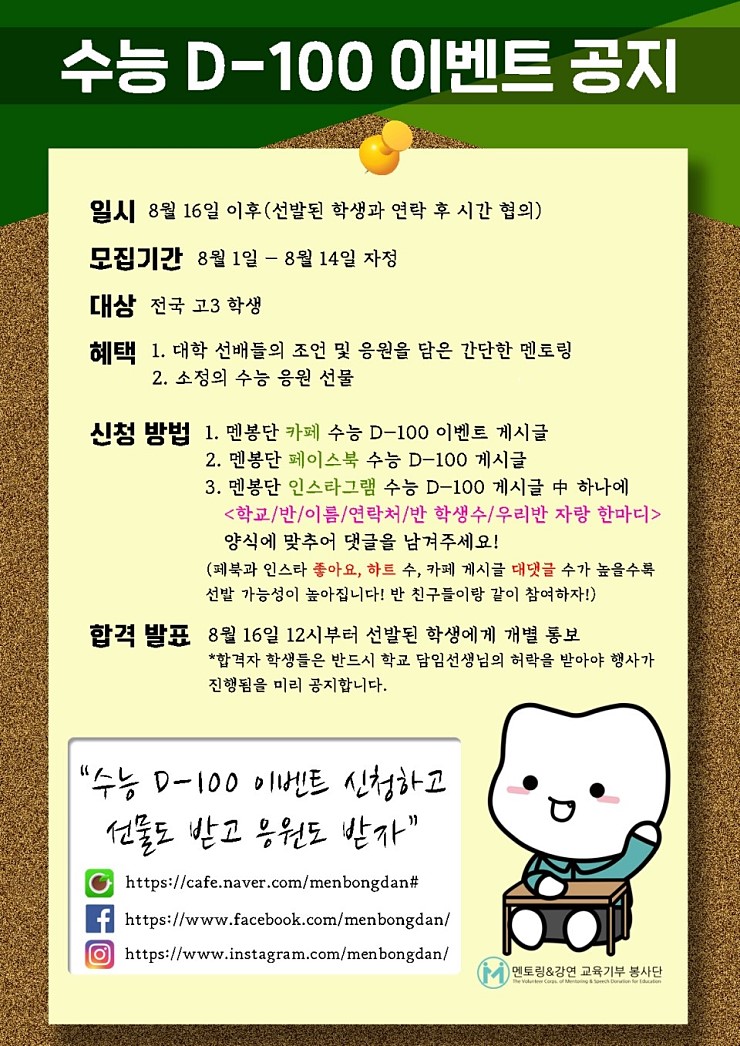 수능 D-100 이벤트 공지
일시 8월 16일 이후(선발된 학생과 연락 후 시간 협의)
모집기간 8월 1일 - 8월 14일 자정
대상 전국 고3 학생
혜택 1. 대학 선배들의 조언 및 응원을 담은 간단한 멘토링
2. 소정의 수능 응원 선물
신청 방법 1. 멘봉단 카페 수능 D-100 이벤트 게시글
2. 멘봉단 페이스북 수능 D-100 게시글
3. 멘봉단 인스타그램 수능 D-100 게시글 中 하나에
<학교/반/이름/연락처/반 학생수/우리반 자랑 한마디>
양식에 맞추어 댓글을 남겨주세요!
(페북과 인스타 좋아요, 하트 수, 카페 게시글 대댓글 수가 높을수록
선발 가능성이 높아집니다! 반 친구들이랑 같이 참여하자!)
합격 발표 8월 16일 12시부터 선발된 학생에게 개별 통보
*합격자 학생들은 반드시 학교 담임선생님의 허락을 받아야 행사가
진행됨을 미리 공지합니다.
"수능 D-100 이벤트 신청하고
선물도 받고 응원도 받자"
https://cafe.naver.com/menbongdan#
https://www.facebook.com/menbongdan/
https://www.instagram.com/menbongdan/
멘토링&강연 교육기부 봉사단
The Volunteer Corps. of Mentoring & Speech Donation for Education